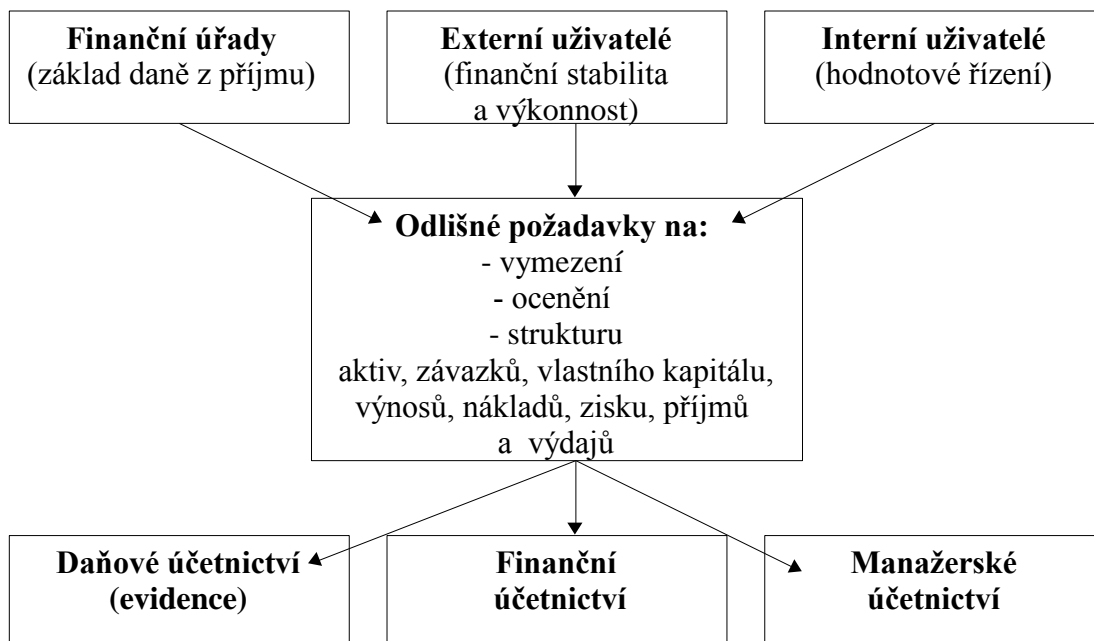 Finanční úřady
(základ daně z příjmu)
Externí uživatelé
(finanční stabilita
a výkonnost)
Interní uživatelé
(hodnotové řízení)
Odlišné požadavky na:
- vymezení
- ocenění
- strukturu
aktiv, závazků, vlastního kapitálu,
výnosů, nákladů, zisku, příjmů
a výdajů
Daňové účetnictví
(evidence)
Finanční
účetnictví
Manažerské
účetnictví